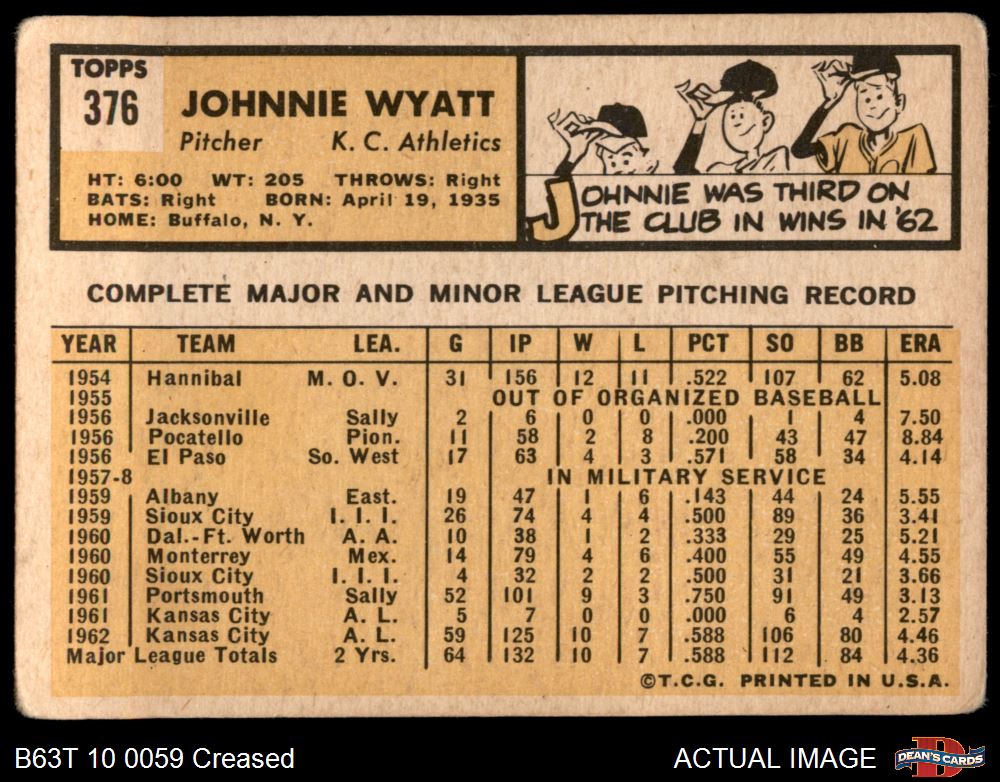 TOPPS
376
JOHNNIE WYATT
Pitcher K. C. Athletics
HT: 6:00 WT: 205 THROWS: Right
BATS: Right BORN: April 19, 1935
HOME: Buffalo, N. Y.
JOHNNIE WAS THIRD ON
THE CLUB IN WINS IN '62
COMPLETE MAJOR AND MINOR LEAGUE PITCHING RECORD
YEAR TEAM LEA. G IP W L PCT SO BB ERA
1954 Hannibal M. O. V. 31 156 12 11 .522 107 62 5.08
1955 OUT OF ORGANIZED BASEBALL
1956 Jacksonville Sally 2 6 0 0 .000 1 4 7.50
1956 Pocatello Pion. 11 58 2 8 .200 43 47 8.84
1956 El Paso So. West 17 63 4 3 .571 58 34 4.14
1957-8 IN MILITARY SERVICE
1959 Albany East. 19 47 1 6 .143 44 24 5.55
1959 Sioux City I. I. I. 26 74 4 4 .500 89 36 3.41
1960 Dal.-Ft. Worth A. A. 10 38 1 2 .333 29 25 5.21
1960 Monterrey Mex. 14 79 4 6 .400 55 49 4.55
1960 Sioux City I. I. I. 4 32 2 2 .500 31 21 3.66
1961 Portsmouth Sally 52 101 9 3 .750 91 49 3.13
1961 Kansas City A. L. 5 7 0 0 .000 6 4 2.57
1962 Kansas City A. L. 59 125 10 7 .588 106 80 4.46
Major League Totals 2 Yrs. 64 132 10 7 .588 112 84 4.36
©T.C.G. PRINTED IN U.S.A.
B63T 10 0059 Creased ACTUAL IMAGE D DEAN'S CARDS